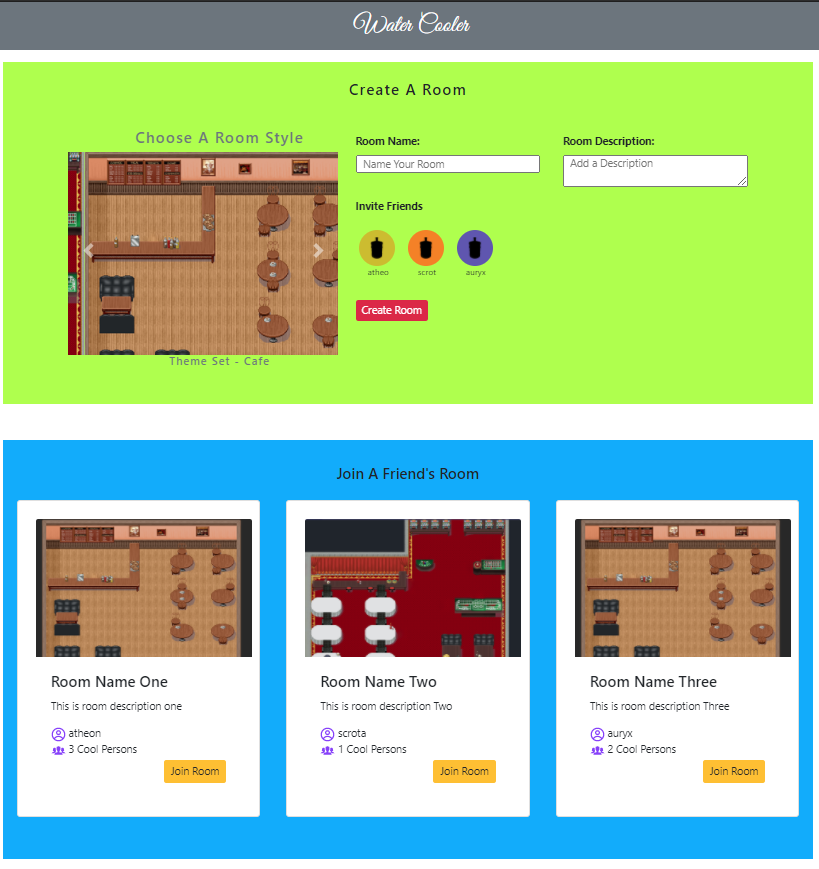 Water Cooler
Create A Room
Choose A Room Style
Room Name:
Room Description:
Name Your Room
Add a Description
Invite Friends
atheo
scrot
auryx
Create Room
Theme Set - Cafe
Join A Friend's Room
Room Name One
This is room description one
atheon
3 Cool Persons
Join Room
Room Name Two
This is room description Two
scrota
1 Cool Persons
Join Room
Room Name Three
This is room description Three
auryx
2 Cool Persons
Join Room